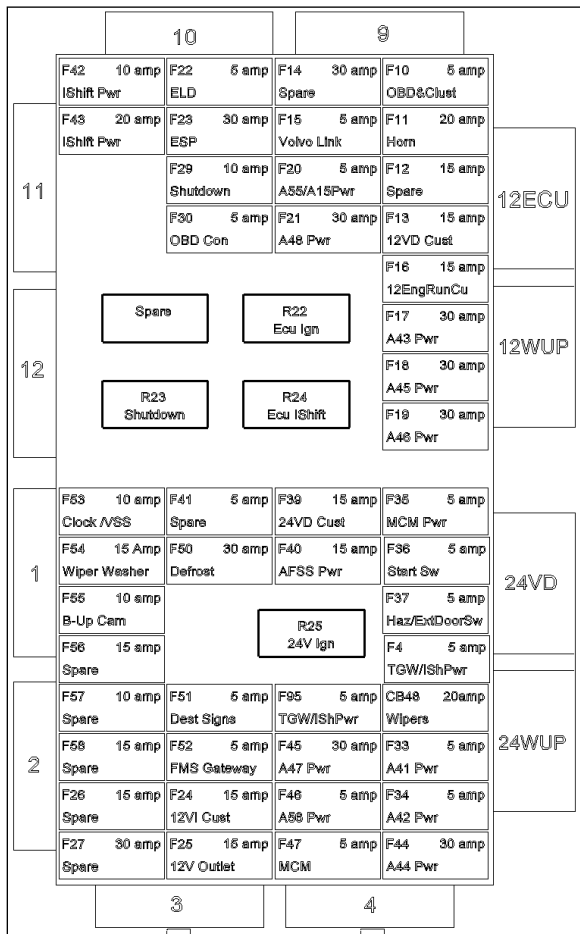 10 9
F42 10 amp F22 5 amp F14 30 amp F10 5 amp
IShift Pwr ELD Spare OBD&Clust
F43 20 amp F23 30 amp F15 5 amp F11 20 amp
IShift Pwr ESP Volvo Link Horn
F29 10 amp F20 5 amp F12 15 amp
11 Shutdown A55/A15Pwr Spare 12ECU
F30 5 amp F21 30 amp F13 15 amp
OBD Con A48 Pwr 12VD Cust
F16 15 amp
12EngRunCu
Spare R22 F17 30 amp
Ecu Ign A43 Pwr
12 F18 30 amp 12WUP
A45 Pwr
R23 R24 F19 30 amp
Shutdown Ecu IShift A46 Pwr
F53 10 amp F41 5 amp F39 15 amp F35 5 amp
Clock /VSS Spare 24VD Cust MCM Pwr
F54 15 Amp F50 30 amp F40 15 amp F36 5 amp
1 Wiper Washer Defrost AFSS Pwr Start Sw 24VD
F55 10 amp F37 5 amp
B-Up Cam R25 Haz/ExtDoorSw
F56 15 amp 24V Ign F4 5 amp
Spare TGW/IShPwr
F57 10 amp F51 5 amp F95 5 amp CB48 20amp
Spare Dest Signs TGW/IShPwr Wipers
2 F58 15 amp F52 5 amp F45 30 amp F33 5 amp 24WUP
Spare FMS Gateway A47 Pwr A41 Pwr
F26 15 amp F24 15 amp F46 5 amp F34 5 amp
Spare 12VI Cust A56 Pwr A42 Pwr
F27 30 amp F25 15 amp F47 5 amp F44 30 amp
Spare 12V Outlet MCM A44 Pwr
3 4